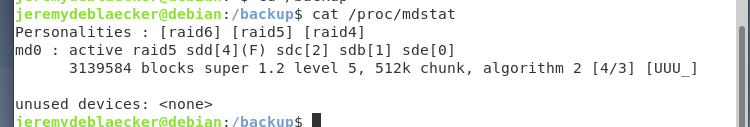 jeremydeblaecker@debian:/backup$ cat /proc/mdstat
Personalities : [raid6] [raid5] [raid4]
md0 : active raid5 sdd[4](F) sdc[2] sdb[1] sde[0]
      3139584 blocks super 1.2 level 5, 512k chunk, algorithm 2 [4/3] [UUU_]

unused devices: <none>
jeremydeblaecker@debian:/backup$